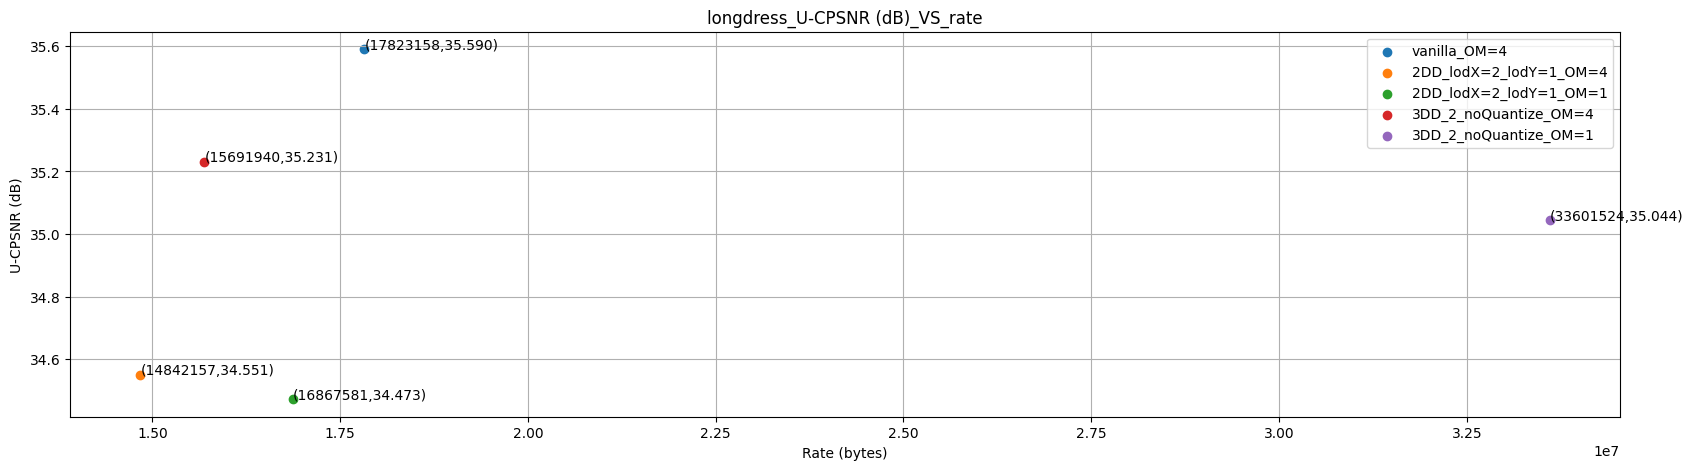 longdress_U-CPSNR (dB)_VS_rate
35.6
35.4
35.2
35.0
34.8
34.6
U-CPSNR (dB)
(17823158,35.590)
(15691940,35.231)
(33601524,35.044)
(14842157,34.551)
(16867581,34.473)
vanilla_OM=4
2DD_lodX=2_lodY=1_OM=4
2DD_lodX=2_lodY=1_OM=1
3DD_2_noQuantize_OM=4
3DD_2_noQuantize_OM=1
1.50 1.75 2.00 2.25 2.50 2.75 3.00 3.25
1e7
Rate (bytes)